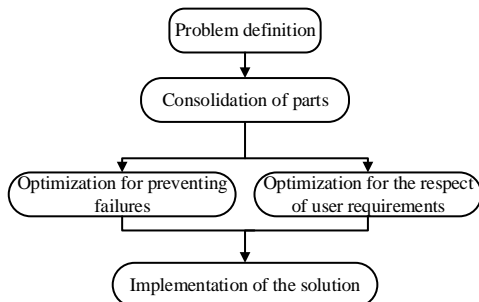 Problem definition
Consolidation of parts
Optimization for preventing
failures
Optimization for the respect
of user requirements
Implementation of the solution